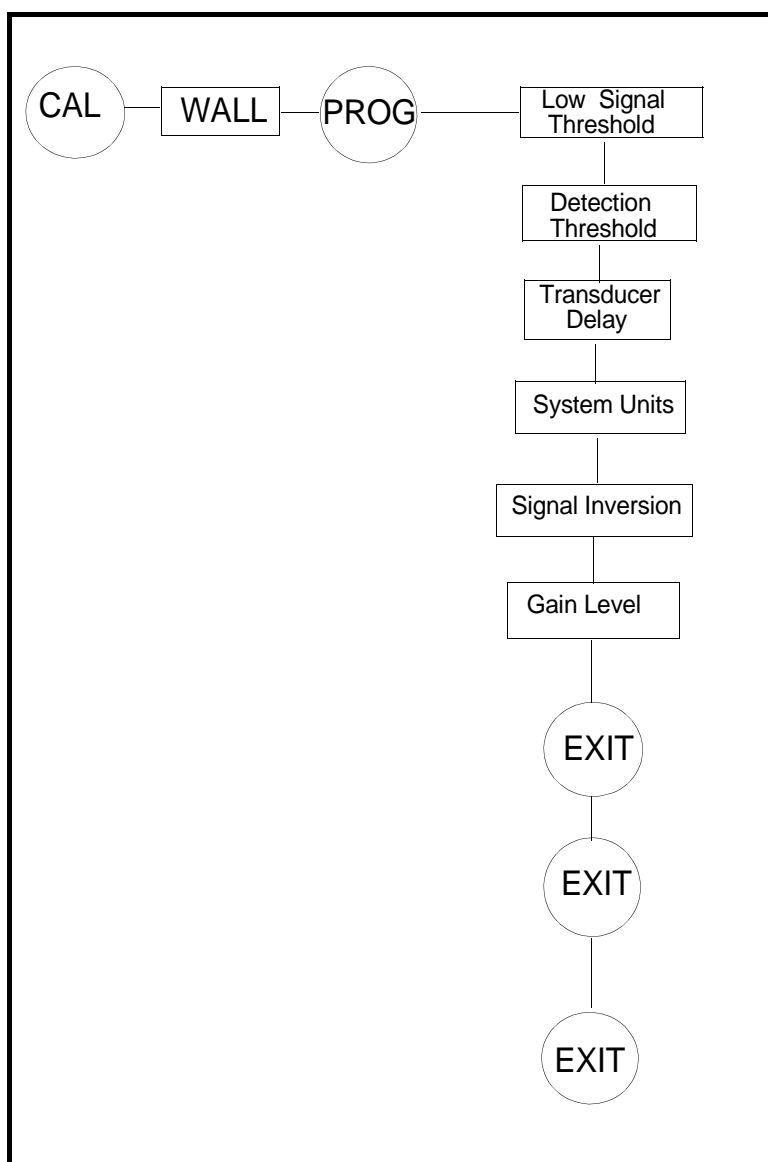 CAL
WALL
PROG
Low Signal
Threshold
Detection
Threshold
Transducer
Delay
System Units
Signal Inversion
Gain Level
EXIT
EXIT
EXIT